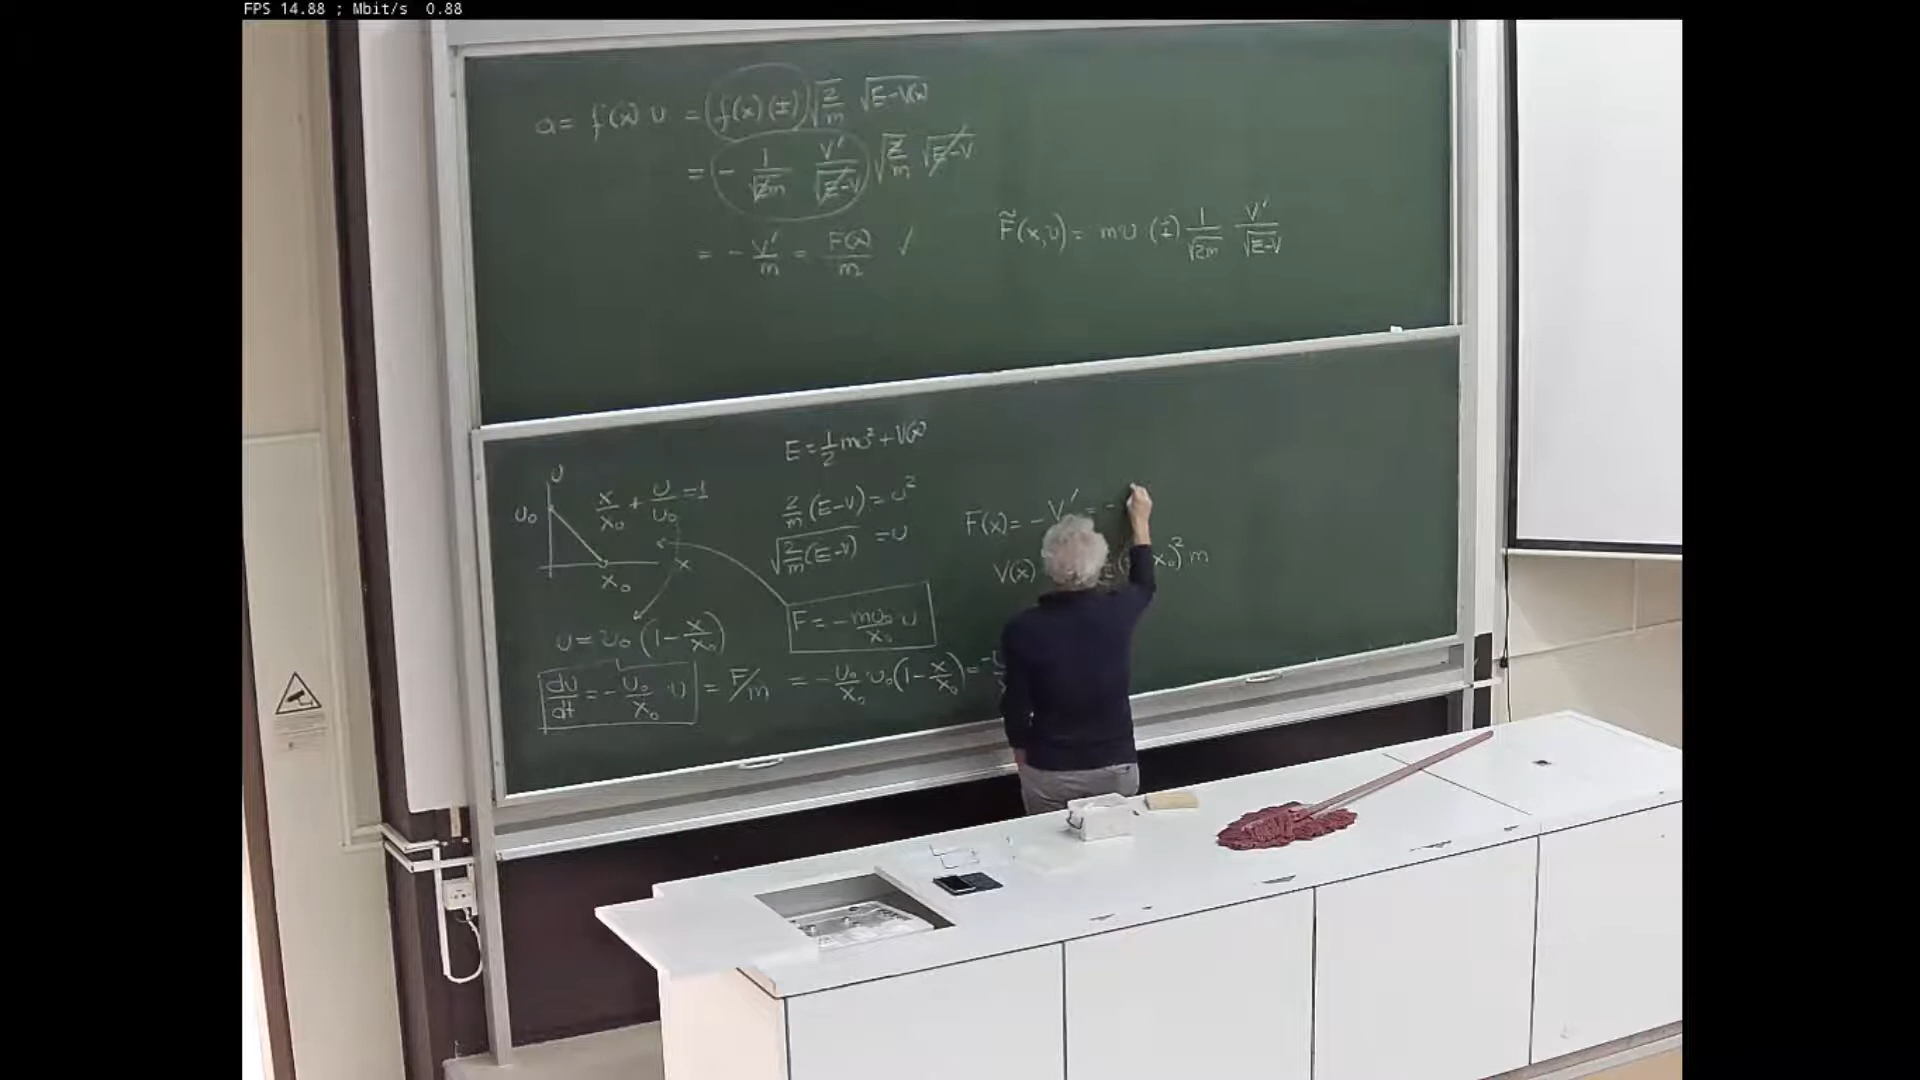 FPS 14.88 ; Mbit/s 0.88
a = f(x) υ = (f(x)(±)) √(2/m) √(E-V(x))
= - 1/√(2m) V'/√(E-V) √(2/m) √(E-V)
= - V'/m = F(x)/m ✓
F̃(x,υ) = mυ (±) 1/√(2m) V'/√(E-V)
υ
υ₀
x₀
x
x/x₀ + υ/υ₀ = 1
υ = υ₀ (1 - x/x₀)
dυ/dt = - υ₀/x₀ · υ = F/m = - υ₀/x₀ · υ₀ (1 - x/x₀) =
E = 1/2 mυ² + V(x)
2/m (E-V) = υ²
√(2/m (E-V)) = υ
F = - mυ₀/x₀ υ
F(x) = - V' = -
V(x)
x₀)² m